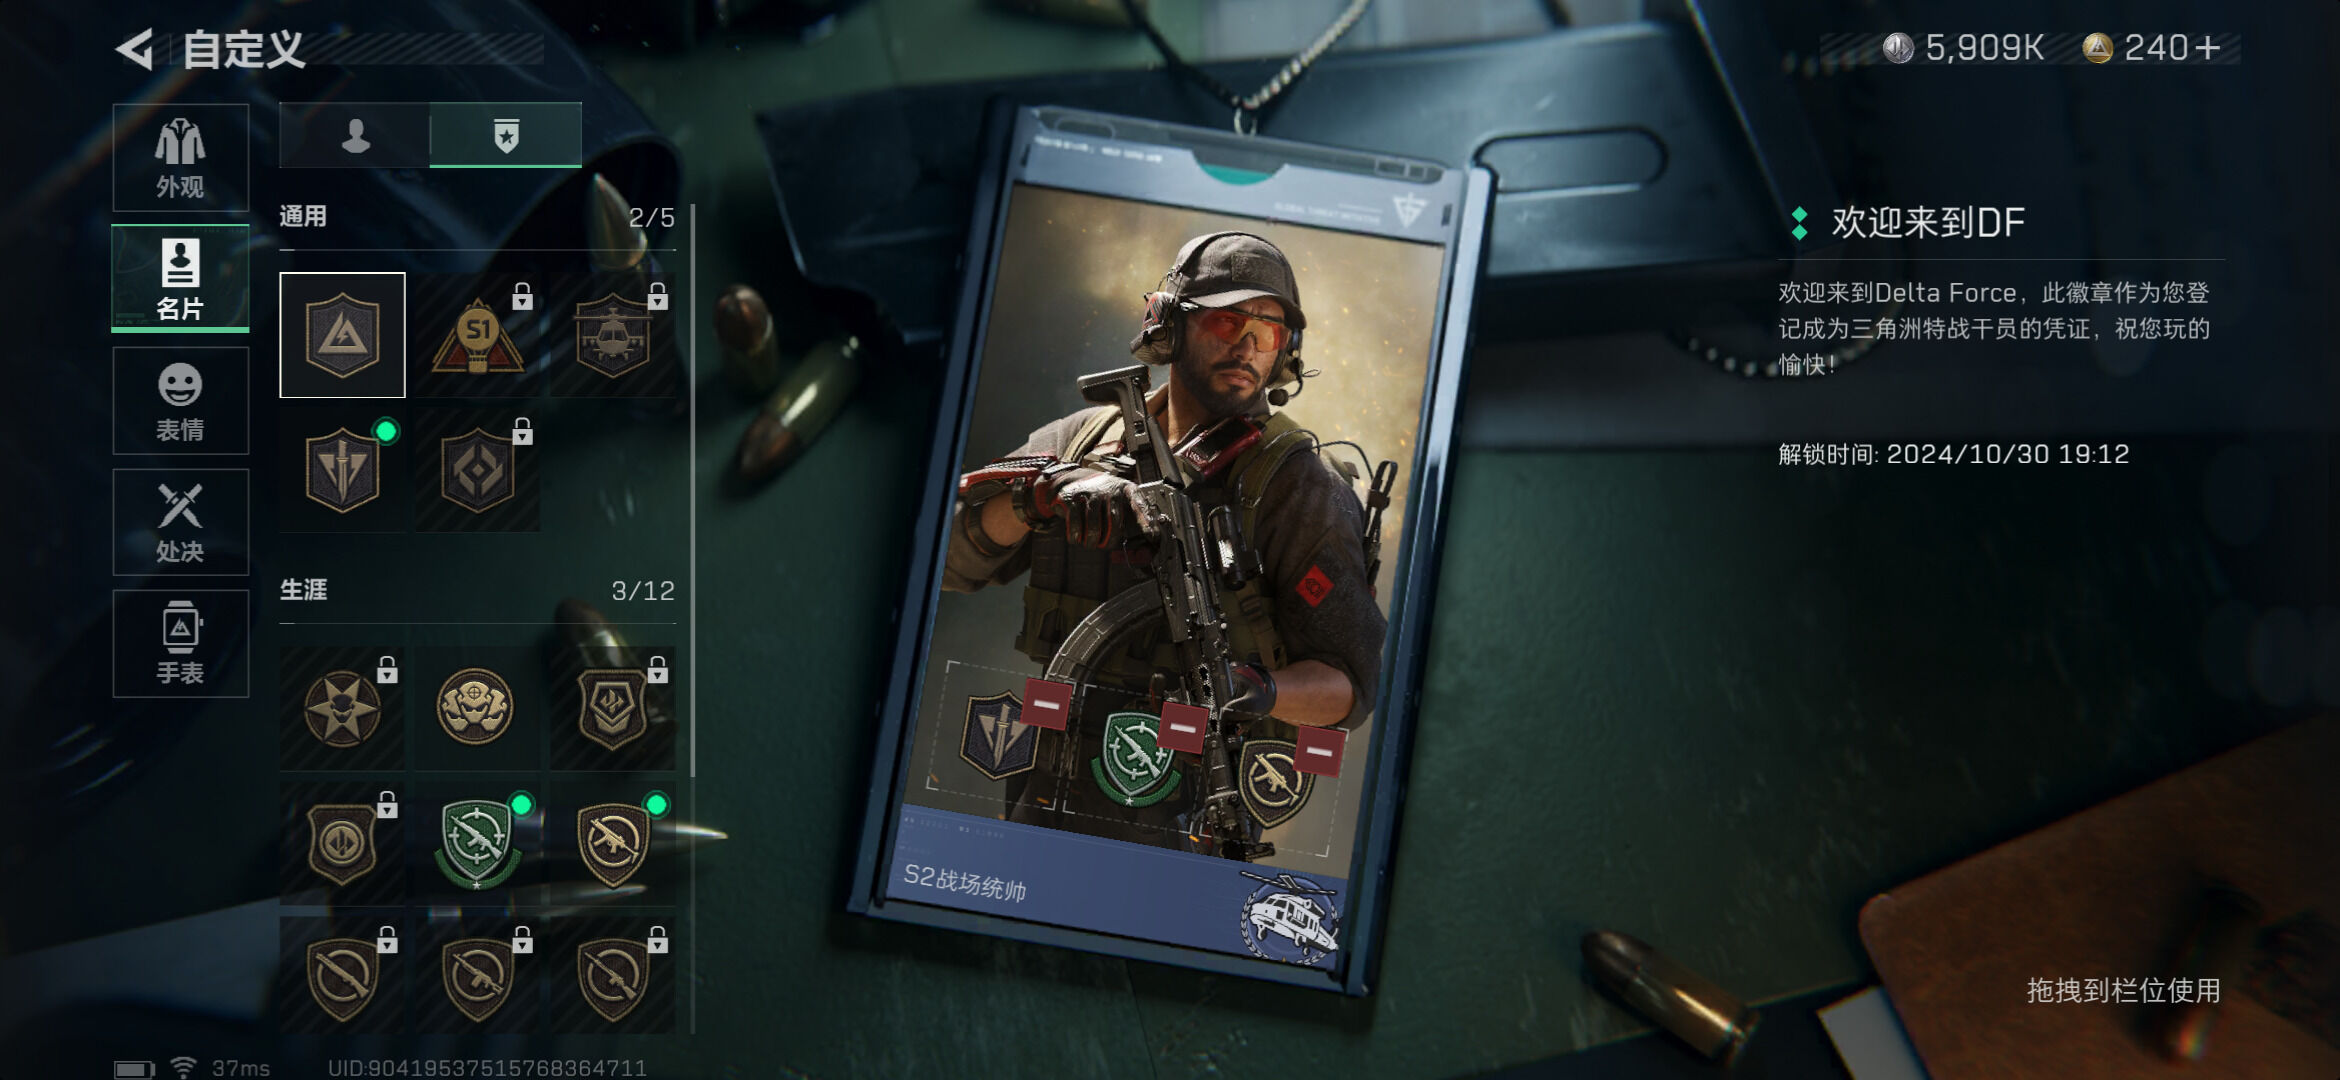 自定义
5,909K
240+
外观
名片
表情
处决
手表
通用
2/5
S1
生涯
3/12
S2战场统帅
欢迎来到DF
欢迎来到Delta Force，此徽章作为您登
记成为三角洲特战干员的凭证，祝您玩的
愉快！
解锁时间: 2024/10/30 19:12
拖拽到栏位使用
37ms
UID:904195375157683647​11